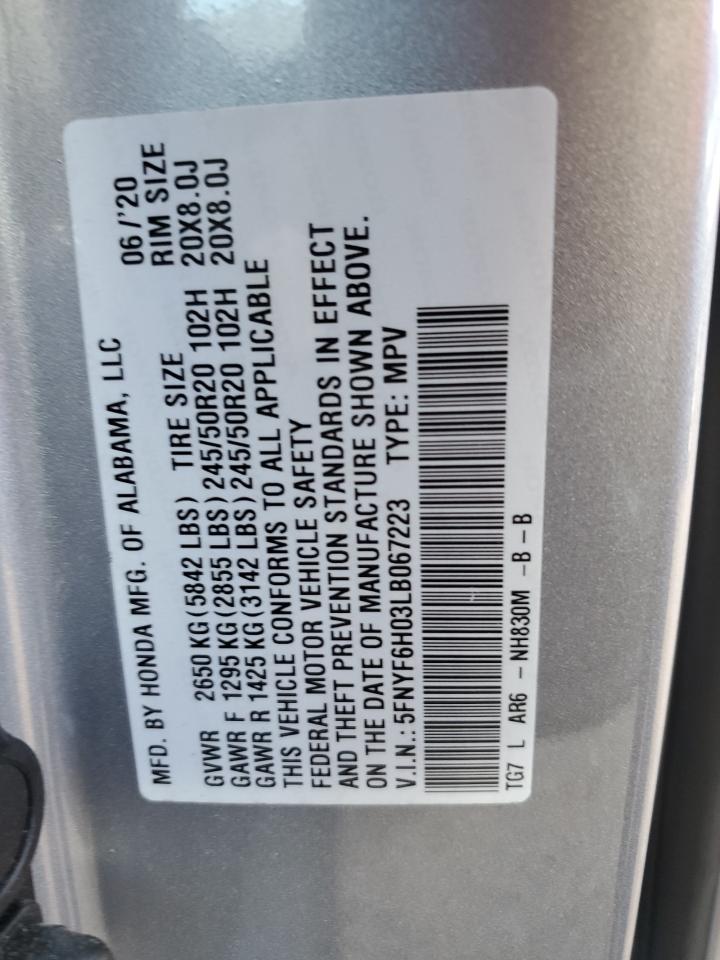 MFD. BY HONDA MFG. OF ALABAMA, LLC 06/'20
GVWR 2650 KG (5842 LBS) TIRE SIZE RIM SIZE
GAWR F 1295 KG (2855 LBS) 245/50R20 102H 20X8.0J
GAWR R 1425 KG (3142 LBS) 245/50R20 102H 20X8.0J
THIS VEHICLE CONFORMS TO ALL APPLICABLE
FEDERAL MOTOR VEHICLE SAFETY
AND THEFT PREVENTION STANDARDS IN EFFECT
ON THE DATE OF MANUFACTURE SHOWN ABOVE.
V.I.N.: 5FNYF6H03LB067223 TYPE: MPV
TG7 L AR6 - NH830M -B-B